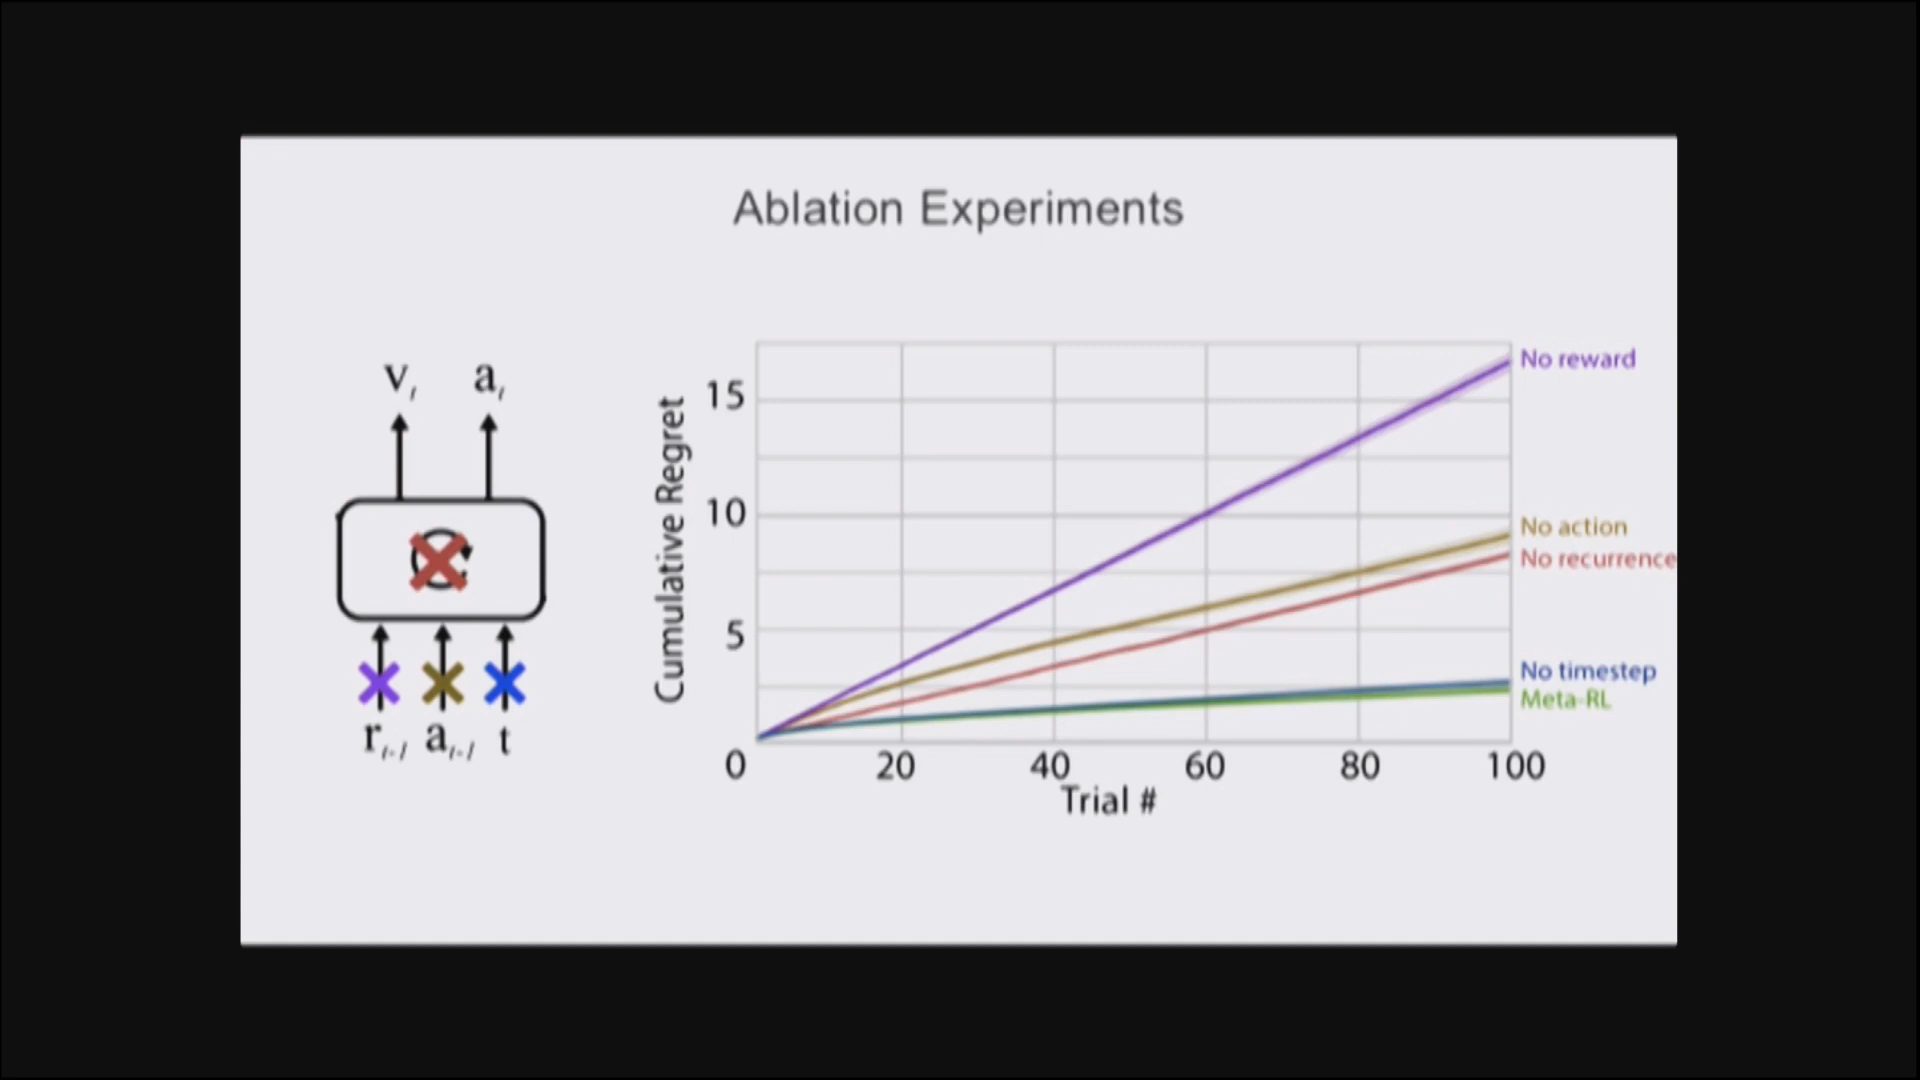 Ablation Experiments
v_t a_t
r_t-1 a_t-1 t
Cumulative Regret
15
10
5
0 20 40 60 80 100
Trial #
No reward
No action
No recurrence
No timestep
Meta-RL